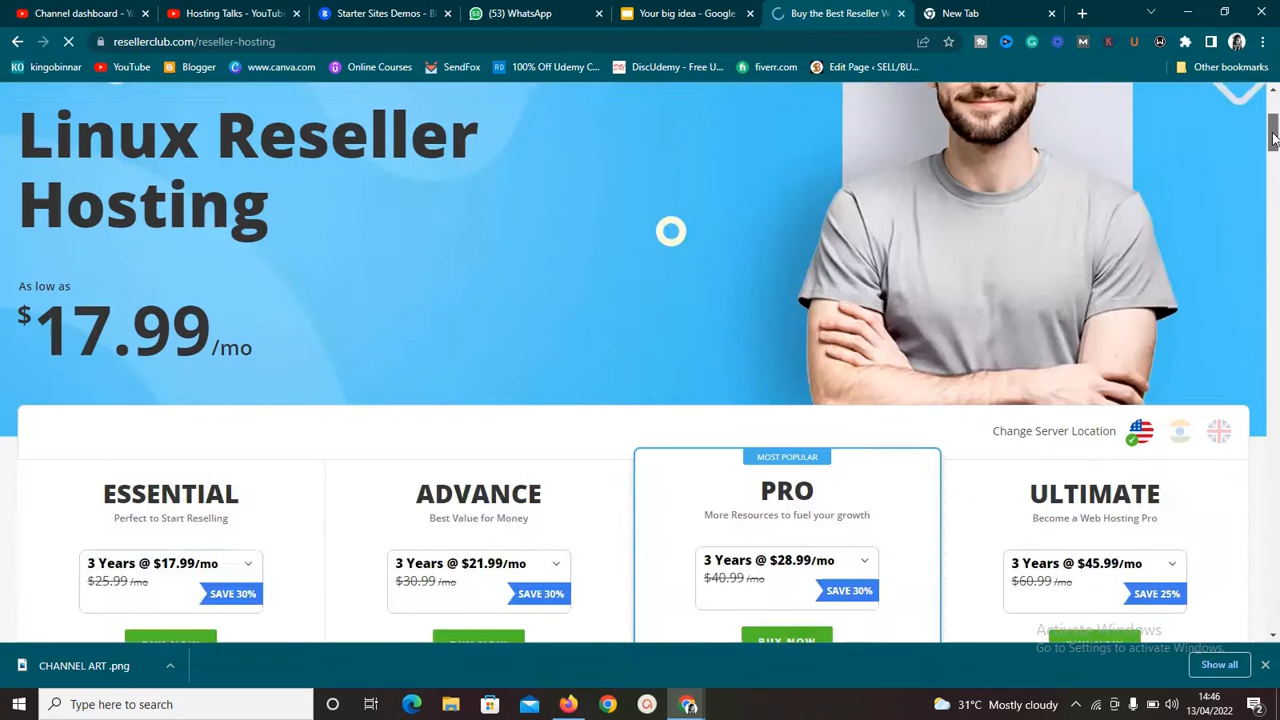 Channel dashboard - YouTu
Hosting Talks - YouTub
Starter Sites Demos - Bl
(53) WhatsApp
Your big idea - Google
Buy the Best Reseller W
New Tab
resellerclub.com/reseller-hosting
kingobinnar
YouTube
Blogger
www.canva.com
Online Courses
SendFox
100% Off Udemy C...
DiscUdemy - Free U...
fiverr.com
Edit Page ‹ SELL/BU...
Other bookmarks
Linux Reseller
Hosting
As low as
$17.99/mo
Change Server Location
MOST POPULAR
ESSENTIAL
Perfect to Start Reselling
3 Years @ $17.99/mo
$25.99 /mo
SAVE 30%
ADVANCE
Best Value for Money
3 Years @ $21.99/mo
$30.99 /mo
SAVE 30%
PRO
More Resources to fuel your growth
3 Years @ $28.99/mo
$40.99 /mo
SAVE 30%
BUY NOW
ULTIMATE
Become a Web Hosting Pro
3 Years @ $45.99/mo
$60.99 /mo
SAVE 25%
Activate Windows
Go to Settings to activate Windows.
CHANNEL ART .png
Show all
Type here to search
31°C Mostly cloudy
14:46
13/04/2022